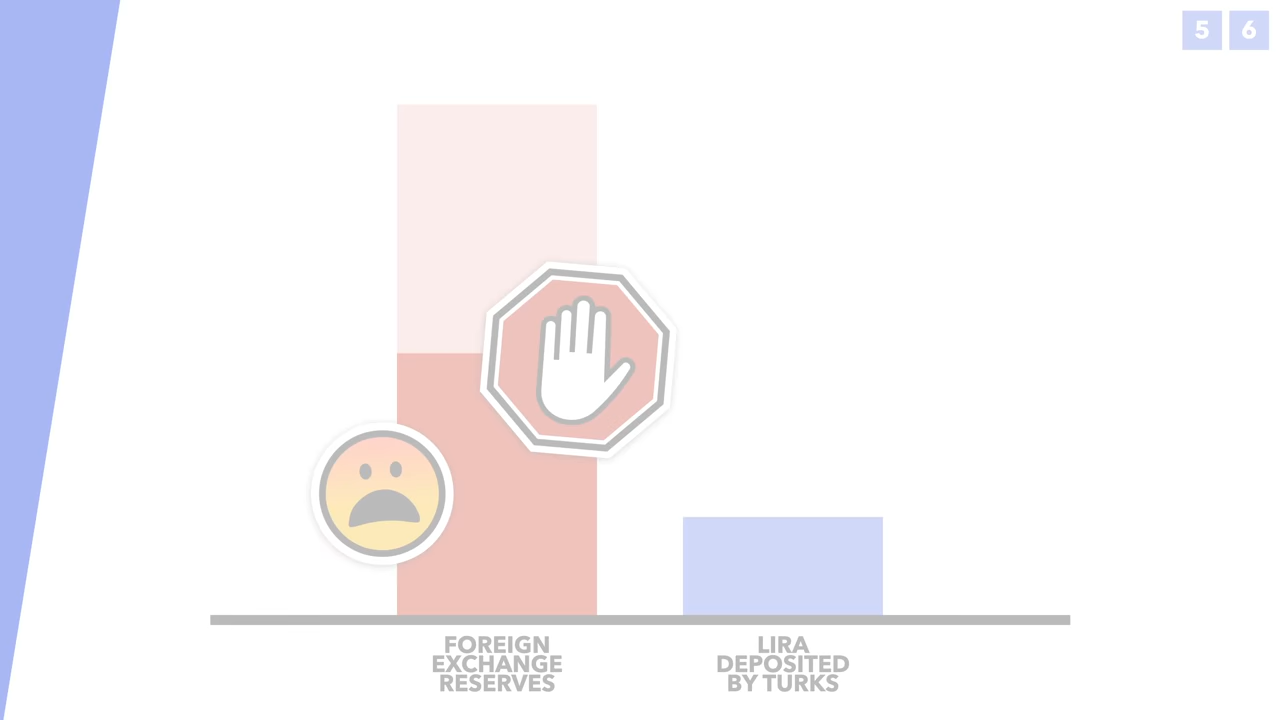 5 6
FOREIGN
EXCHANGE
RESERVES
LIRA
DEPOSITED
BY TURKS